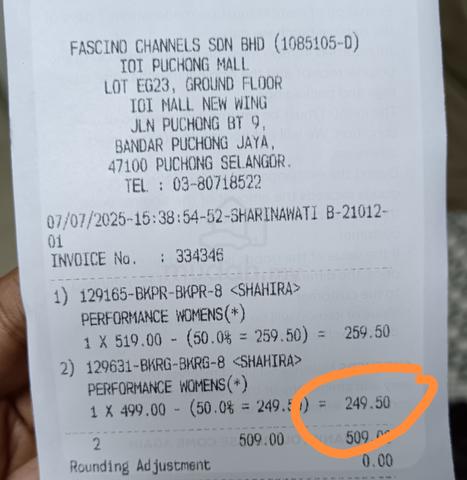 FASCINO CHANNELS SDN BHD (1085105-D)
IOI PUCHONG MALL
LOT EG23, GROUND FLOOR
IOI MALL NEW WING
JLN PUCHONG BT 9,
BANDAR PUCHONG JAYA,
47100 PUCHONG SELANGOR.
TEL : 03-80718522
07/07/2025-15:38:54-52-SHARINAWATI B-21012-
01
INVOICE No. : 334346
1) 129165-BKPR-BKPR-8 <SHAHIRA>
PERFORMANCE WOMENS(*)
1 X 519.00 - (50.0% = 259.50) = 259.50
2) 129631-BKRG-BKRG-8 <SHAHIRA>
PERFORMANCE WOMENS(*)
1 X 499.00 - (50.0% = 249.50) = 249.50
2 509.00 509.00
Rounding Adjustment 0.00